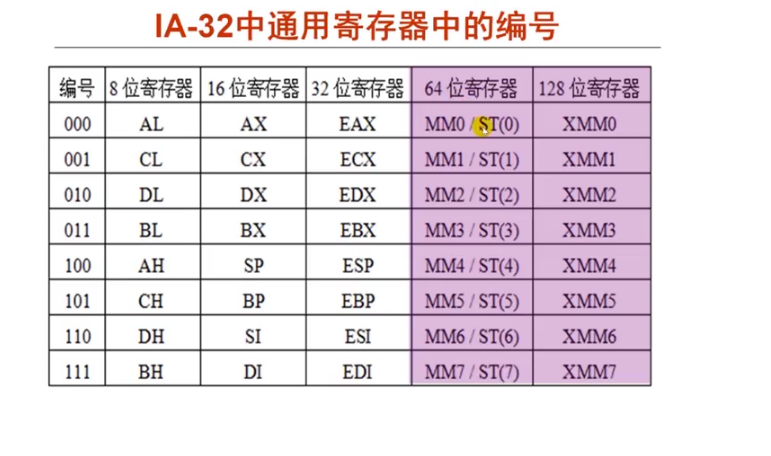 IA-32中通用寄存器中的编号
编号 8 位寄存器 16 位寄存器 32 位寄存器 64 位寄存器 128 位寄存器
000 AL AX EAX MM0 / ST(0) XMM0
001 CL CX ECX MM1 / ST(1) XMM1
010 DL DX EDX MM2 / ST(2) XMM2
011 BL BX EBX MM3 / ST(3) XMM3
100 AH SP ESP MM4 / ST(4) XMM4
101 CH BP EBP MM5 / ST(5) XMM5
110 DH SI ESI MM6 / ST(6) XMM6
111 BH DI EDI MM7 / ST(7) XMM7